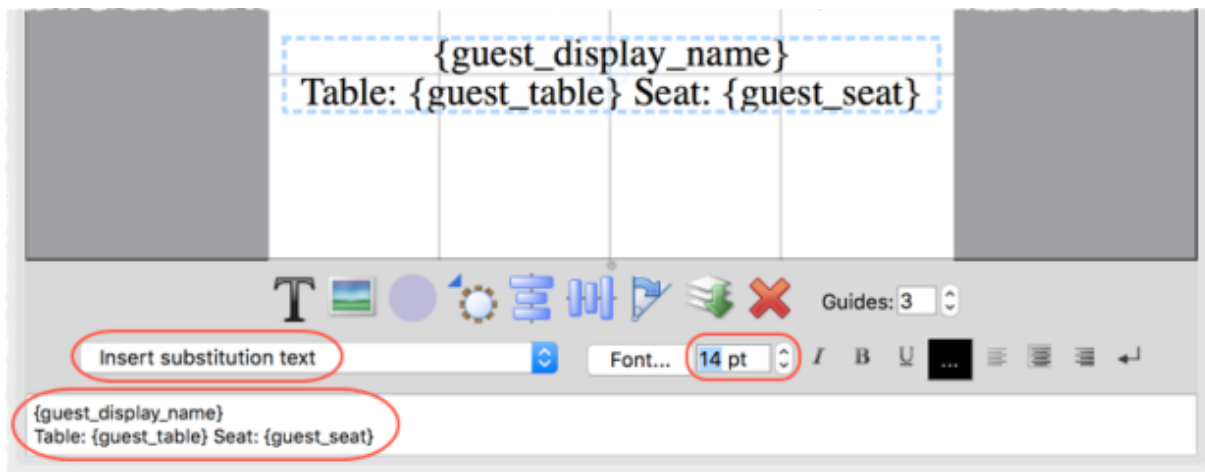 {guest_display_name}
Table: {guest_table} Seat: {guest_seat}
T
Guides: 3
Insert substitution text
Font... 14 pt I B U ...
{guest_display_name}
Table: {guest_table} Seat: {guest_seat}